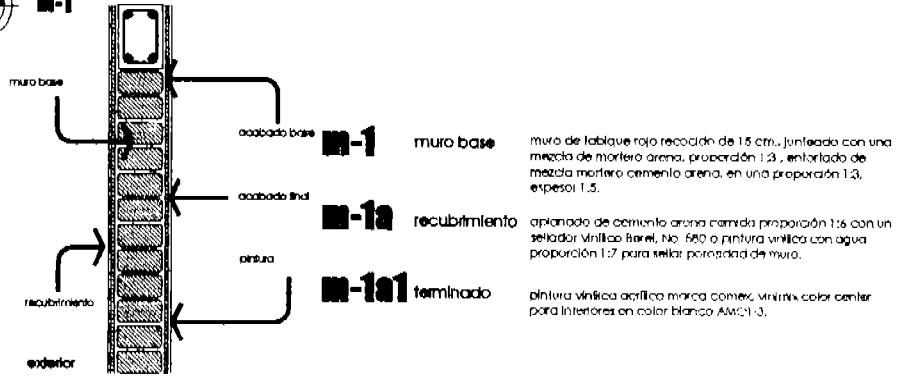 m-1
muro base
acabado base
acabado final
pintura
recubrimiento
exterior
m-1 muro base
muro de tabique rojo recocido de 15 cm., junteado con una
mezcla de mortero arena, proporción 1:3 , enfortado de
mezcla mortero cemento arena, en una proporción 1:3,
espesor 1.5.
m-1a recubrimiento
aplanado de cemento arena cernida proporción 1:6 con un
sellador vinílico Barel, No. 680 o pintura vinílica con agua
proporción 1:7 para sellar porosidad de muro.
m-1a1 terminado
pintura vinílica acrílica marca comex, vinimix color center
para interiores en color blanco AMO1-3.